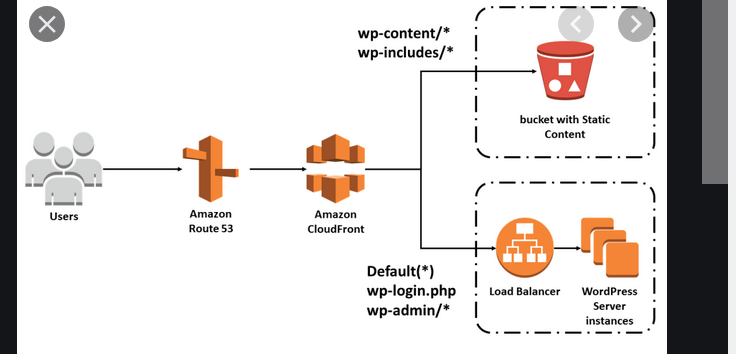 wp-content/*
wp-includes/*
bucket with Static
Content
Users
Amazon
Route 53
Amazon
CloudFront
Default(*)
wp-login.php
wp-admin/*
Load Balancer
WordPress
Server
instances